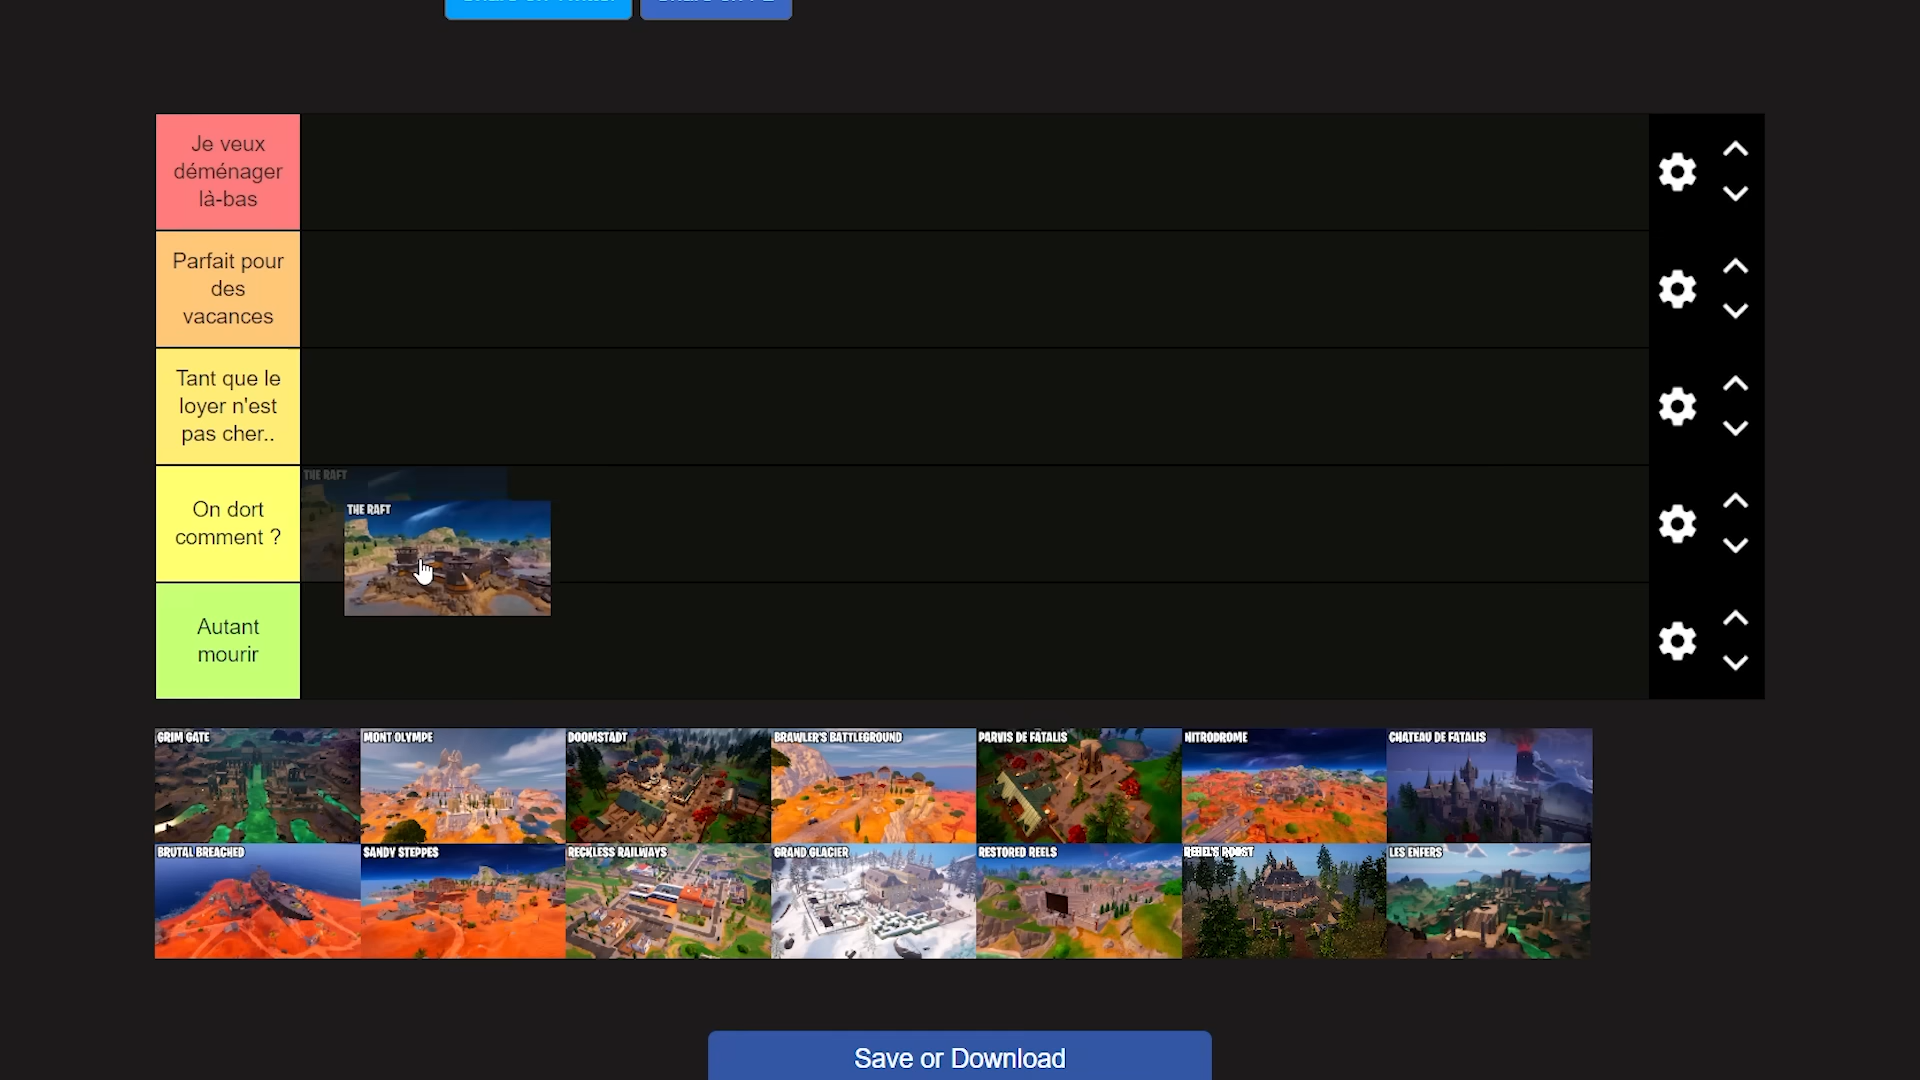 Je veux
déménager
là-bas
Parfait pour
des
vacances
Tant que le
loyer n'est
pas cher..
THE RAFT
THE RAFT
On dort
comment ?
Autant
mourir
GRIM GATE
MONT OLYMPE
DOOMSTADT
BRAWLER'S BATTLEGROUND
PARVIS DE FATALIS
NITRODROME
CHATEAU DE FATALIS
BRUTAL BREACHED
SANDY STEPPES
RECKLESS RAILWAYS
GRAND GLACIER
RESTORED REELS
REBEL'S ROOST
LES ENFERS
Save or Download